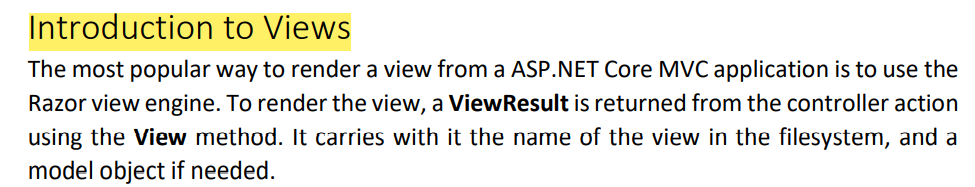 Introduction to Views
The most popular way to render a view from a ASP.NET Core MVC application is to use the
Razor view engine. To render the view, a ViewResult is returned from the controller action
using the View method. It carries with it the name of the view in the filesystem, and a
model object if needed.